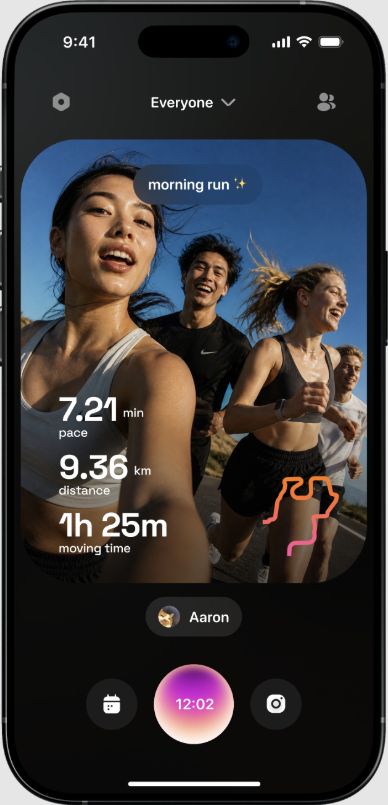 9:41
Everyone
morning run ✨
7.21 min
pace
9.36 km
distance
1h 25m
moving time
Aaron
12:02